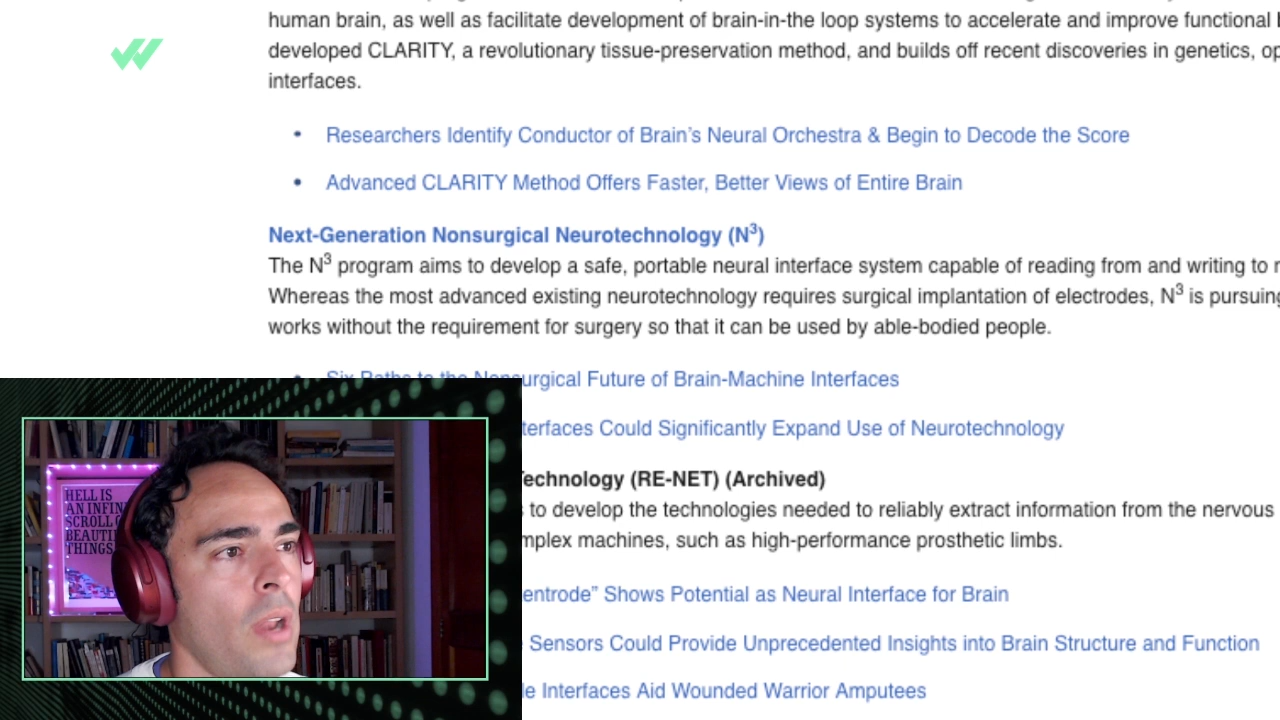 human brain, as well as facilitate development of brain-in-the loop systems to accelerate and improve functional
developed CLARITY, a revolutionary tissue-preservation method, and builds off recent discoveries in genetics,
interfaces.
• Researchers Identify Conductor of Brain’s Neural Orchestra & Begin to Decode the Score
• Advanced CLARITY Method Offers Faster, Better Views of Entire Brain
Next-Generation Nonsurgical Neurotechnology (N³)
The N³ program aims to develop a safe, portable neural interface system capable of reading from and writing to
Whereas the most advanced existing neurotechnology requires surgical implantation of electrodes, N³ is pursuing
works without the requirement for surgery so that it can be used by able-bodied people.
• Six Paths to the Nonsurgical Future of Brain-Machine Interfaces
terfaces Could Significantly Expand Use of Neurotechnology
Technology (RE-NET) (Archived)
to develop the technologies needed to reliably extract information from the nervous
mplex machines, such as high-performance prosthetic limbs.
entrode” Shows Potential as Neural Interface for Brain
Sensors Could Provide Unprecedented Insights into Brain Structure and Function
le Interfaces Aid Wounded Warrior Amputees
HELL IS
AN INFIN
SCROLL
BEAUTI
THINGS